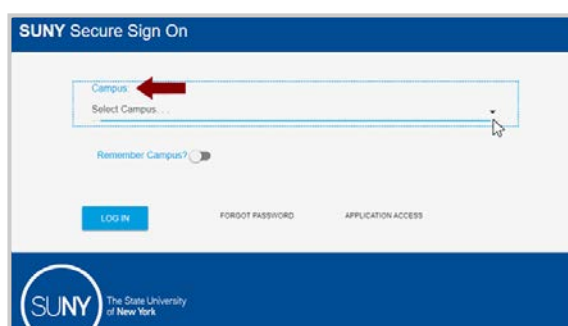 SUNY Secure Sign On
Campus:
Select Campus. . .
Remember Campus?
LOG IN
FORGOT PASSWORD
APPLICATION ACCESS
SUNY
The State University
of New York